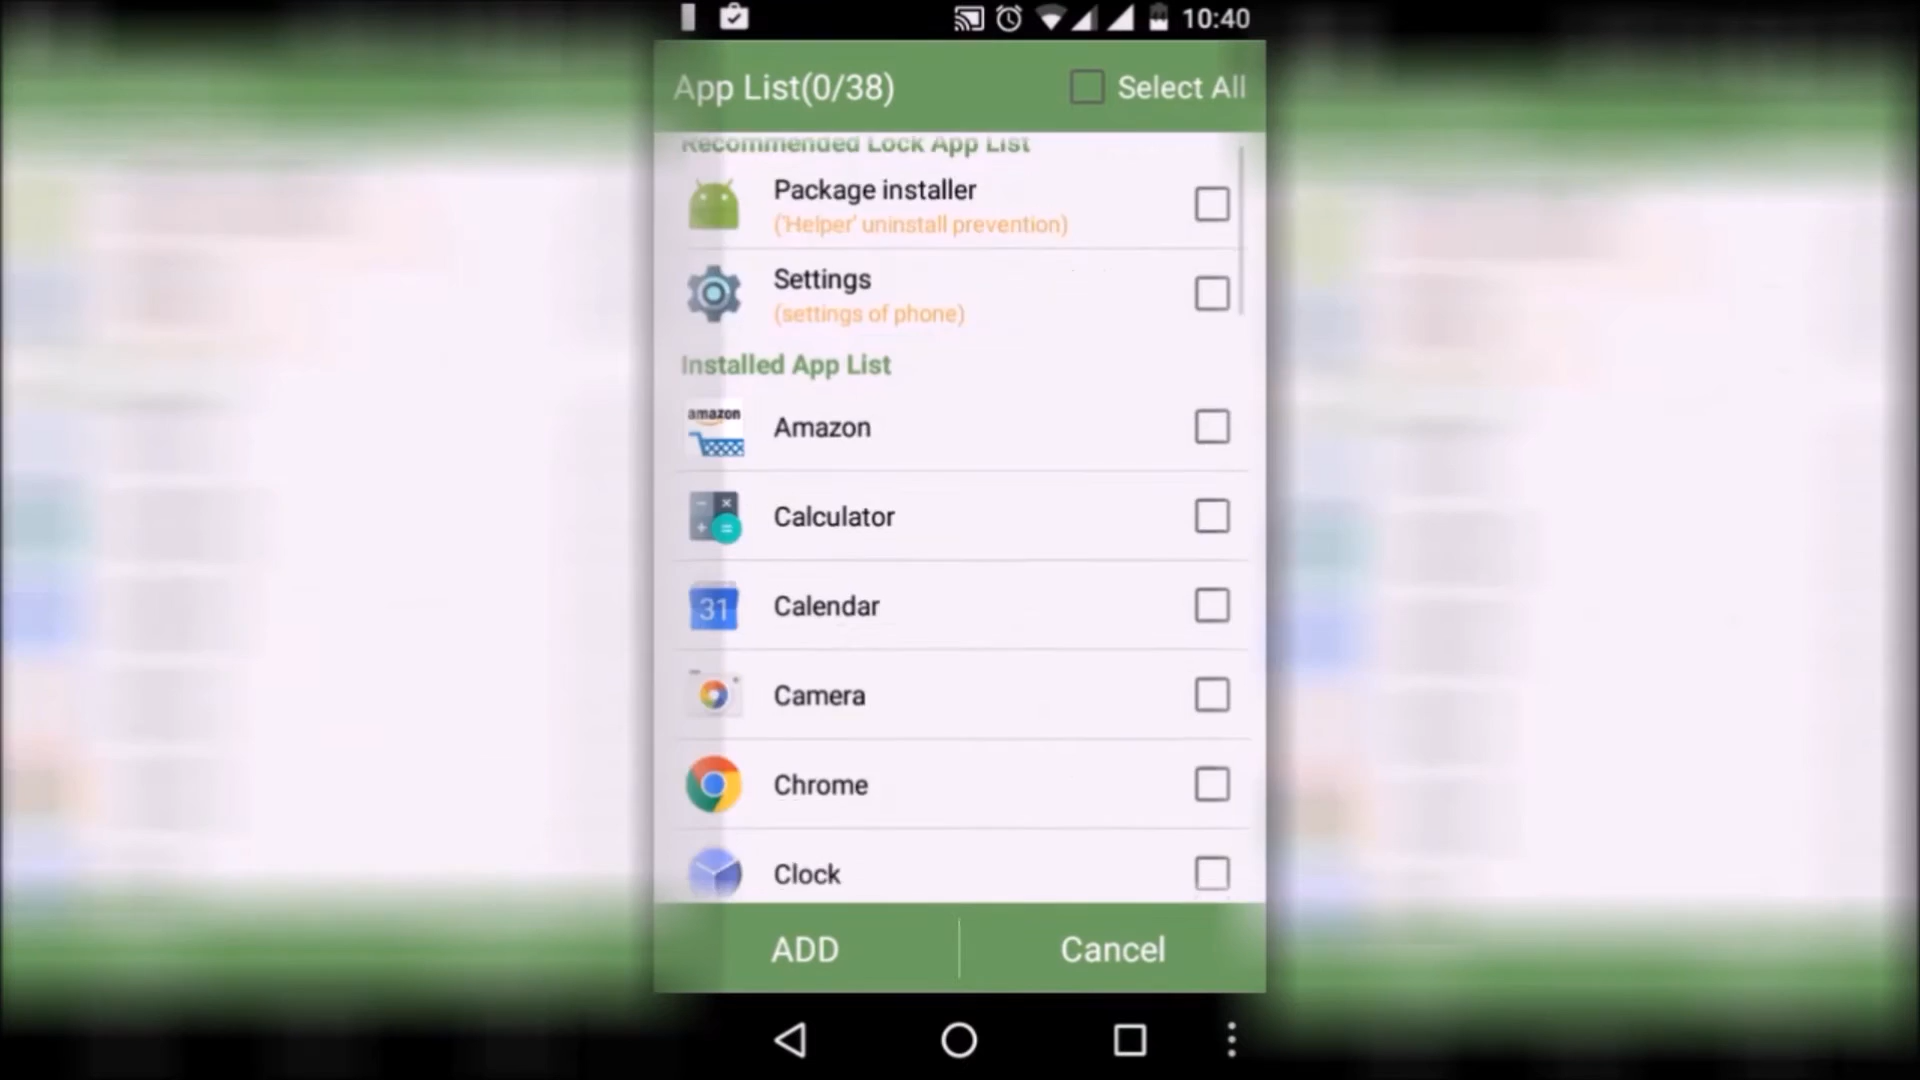 10:40
App List(0/38)
Select All
Recommended Lock App List
Package installer
('Helper' uninstall prevention)
Settings
(settings of phone)
Installed App List
amazon
Amazon
Calculator
31
Calendar
Camera
Chrome
Clock
ADD
Cancel